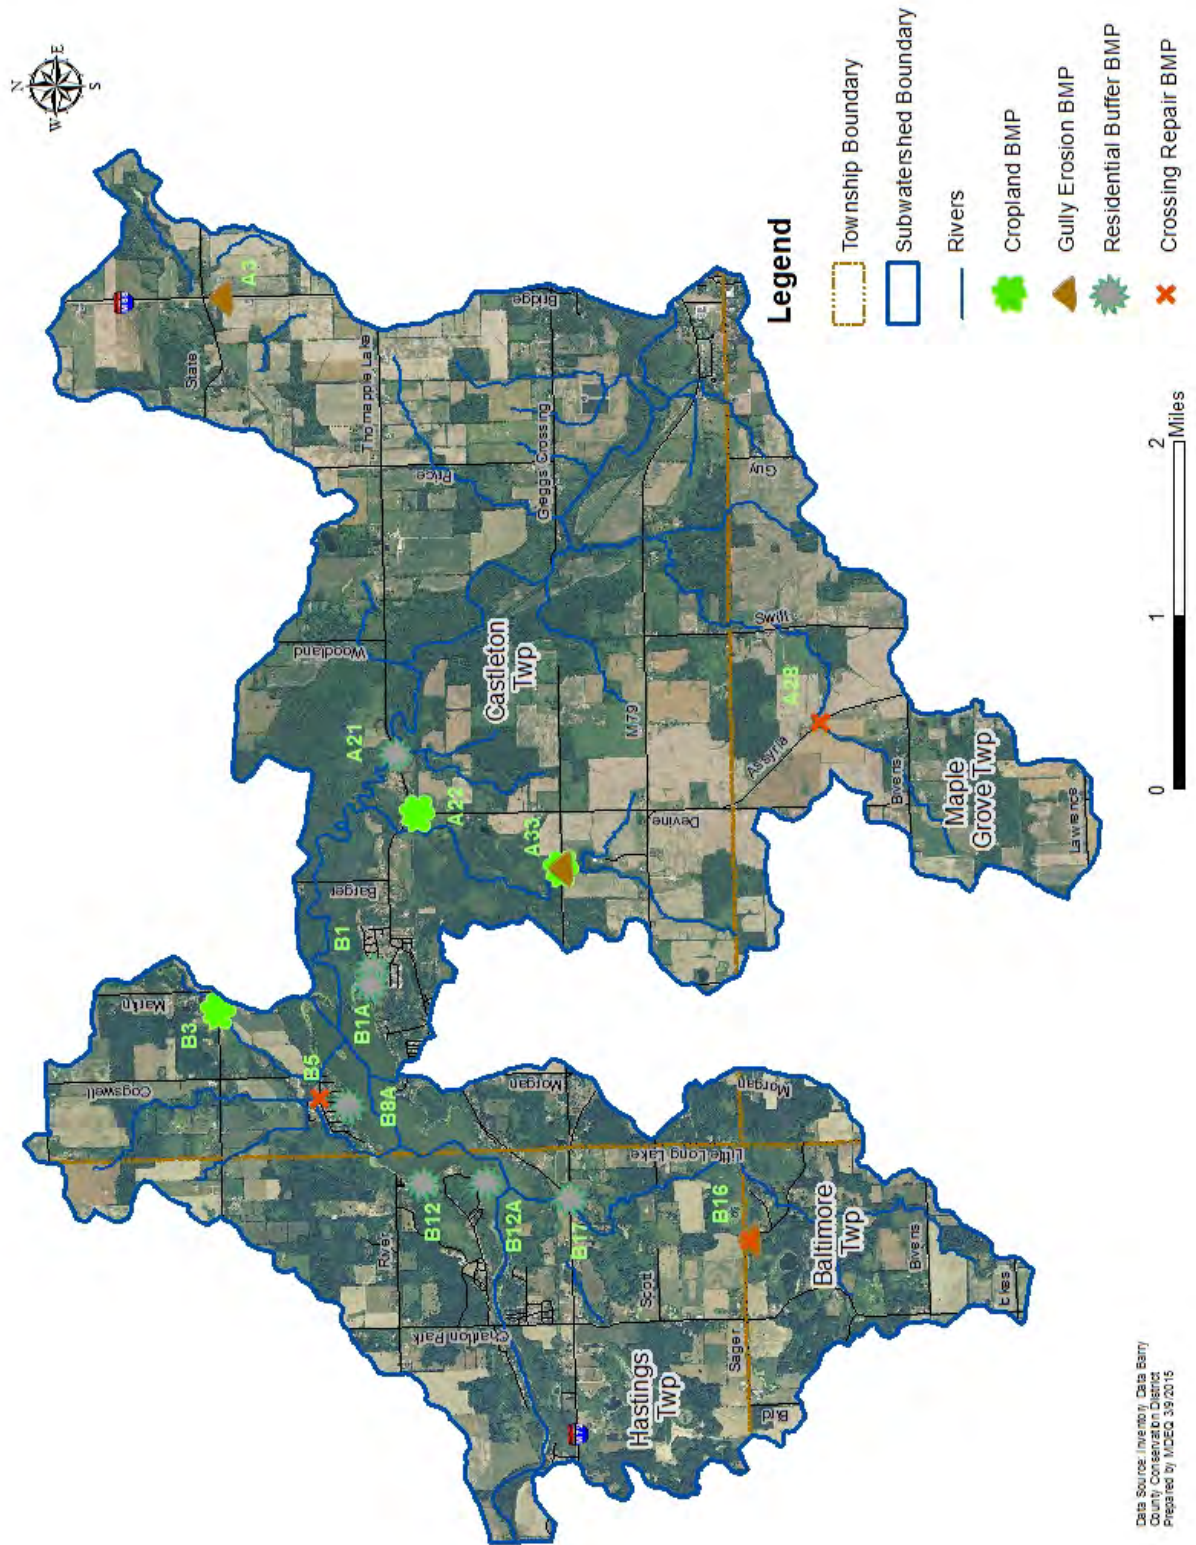 N
W
E
S
State
A3
Thornapple Lake
Bridge
Price
Greggs Crossing
Guy
Woodland
Castleton
Twp
Swift
M79
A21
A22
A33
A28
Assyria
Devine
Bivens
Maple
Grove Twp
Lawrence
Barger
B1
B1A
Martin
B3
Cogswell
B5
B8A
Morgan
Morgan
Little Long Lake
B12
B12A
B17
B16
River
Charlton Park
Scott
Sager
Baltimore
Twp
Bivens
Ickes
Hastings
Twp
Bird
Legend
Township Boundary
Subwatershed Boundary
Rivers
Cropland BMP
Gully Erosion BMP
Residential Buffer BMP
Crossing Repair BMP
0 1 2
Miles
Data Source: Inventory Data Barry
County Conservation District
Prepared by MDEQ 3/9/2015